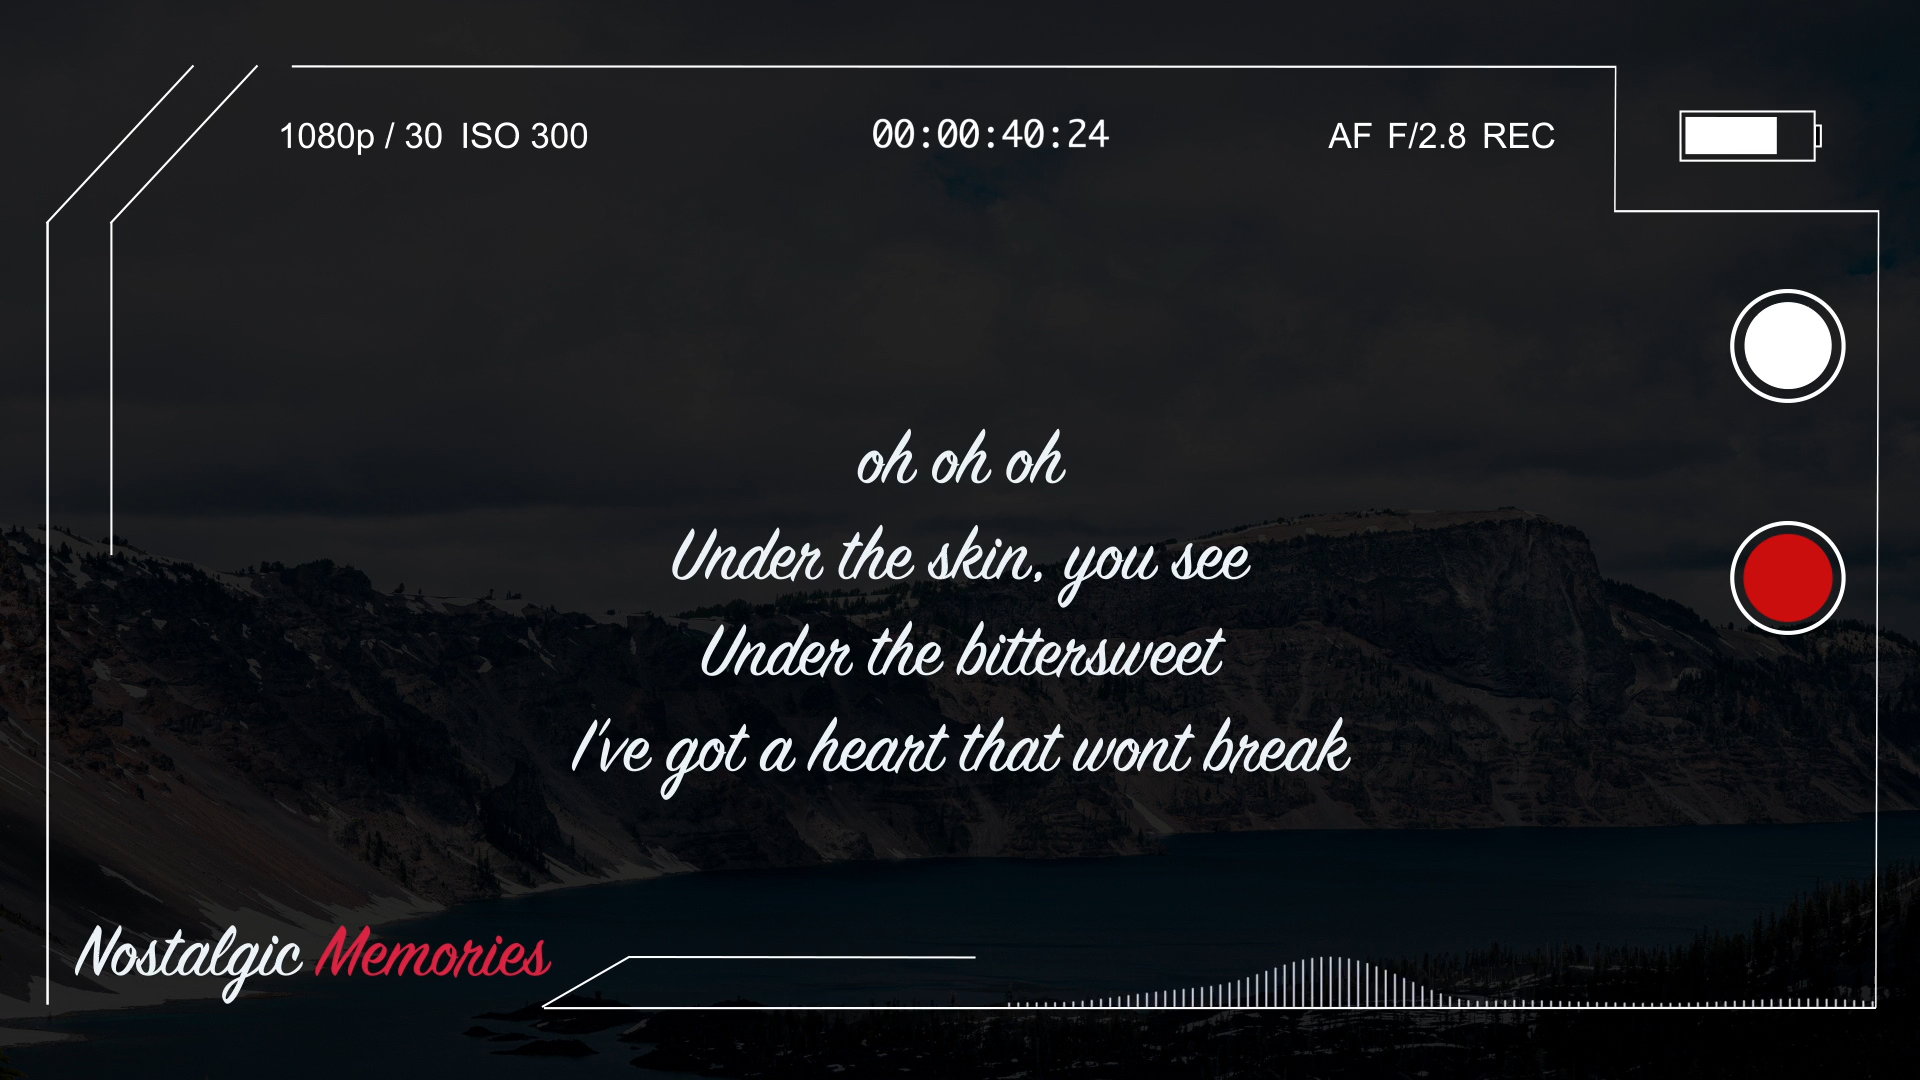 1080p / 30 ISO 300
00:00:40:24
AF F/2.8 REC
oh oh oh
Under the skin, you see
Under the bittersweet
I've got a heart that wont break
Nostalgic Memories